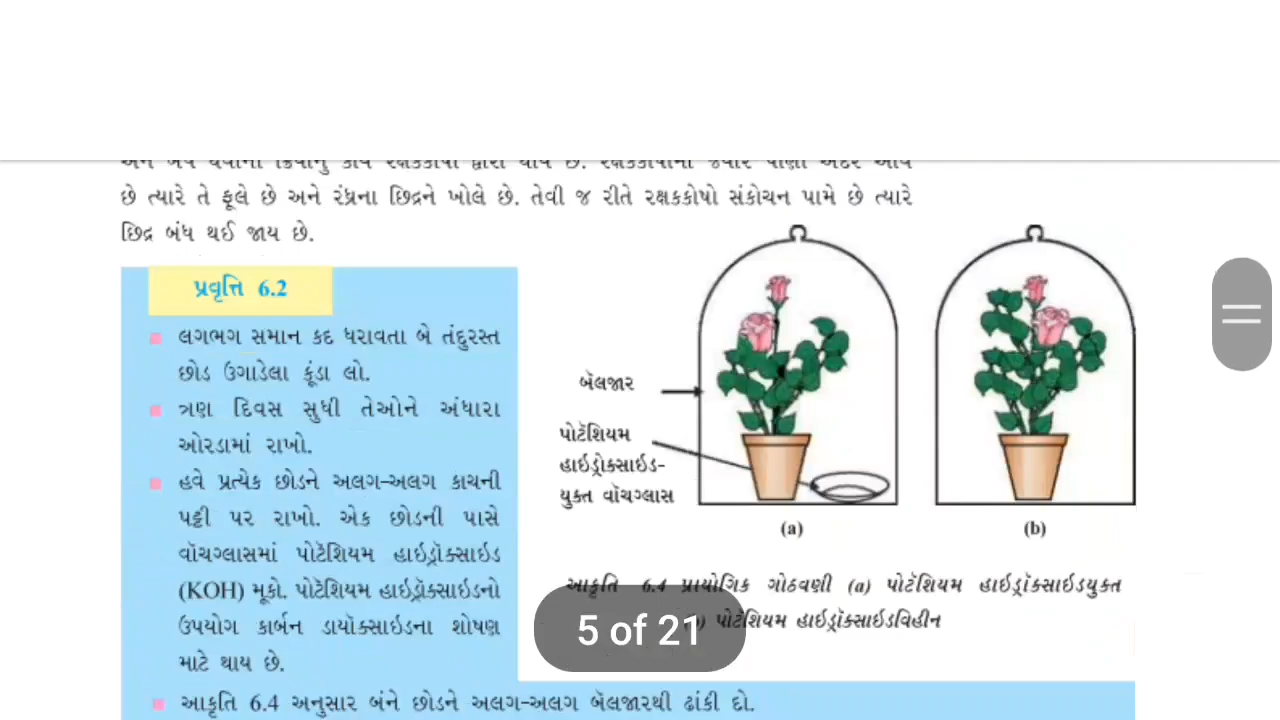 છે ત્યારે તે ફૂલે છે અને રંધ્રના છિદ્રને ખોલે છે. તેવી જ રીતે રક્ષકકોષો સંકોચન પામે છે ત્યારે
છિદ્ર બંધ થઈ જાય છે.
પ્રવૃત્તિ 6.2
લગભગ સમાન કદ ધરાવતા બે તંદુરસ્ત
છોડ ઉગાડેલા કૂંડા લો.
ત્રણ દિવસ સુધી તેઓને અંધારા
ઓરડામાં રાખો.
હવે પ્રત્યેક છોડને અલગ-અલગ કાચની
પટ્ટી પર રાખો. એક છોડની પાસે
વૉચગ્લાસમાં પોટૅશિયમ હાઇડ્રૉક્સાઇડ
(KOH) મૂકો. પોટૅશિયમ હાઇડ્રૉક્સાઇડનો
ઉપયોગ કાર્બન ડાયૉક્સાઇડના શોષણ
માટે થાય છે.
આકૃતિ 6.4 અનુસાર બંને છોડને અલગ-અલગ બૅલજારથી ઢાંકી દો.
બૅલજાર
પોટૅશિયમ
હાઇડ્રોક્સાઇડ-
યુક્ત વૉચગ્લાસ
(a)
(b)
આકૃતિ 6.4 પ્રાયોગિક ગોઠવણી (a) પોટૅશિયમ હાઇડ્રૉક્સાઇડયુક્ત
પોટૅશિયમ હાઇડ્રૉક્સાઇડવિહીન
5 of 21